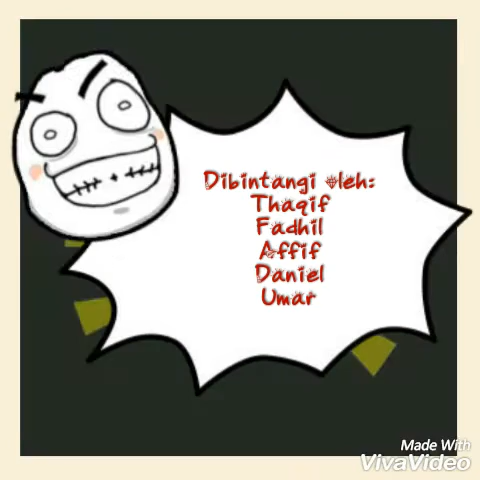 Dibintangi oleh:
Thaqif
Fadhil
Affif
Daniel
Umar
Made With
VivaVideo